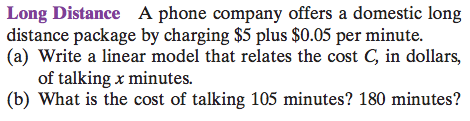 Long Distance A phone company offers a domestic long
distance package by charging $5 plus $0.05 per minute.
(a) Write a linear model that relates the cost C, in dollars,
of talking x minutes.
(b) What is the cost of talking 105 minutes? 180 minutes?